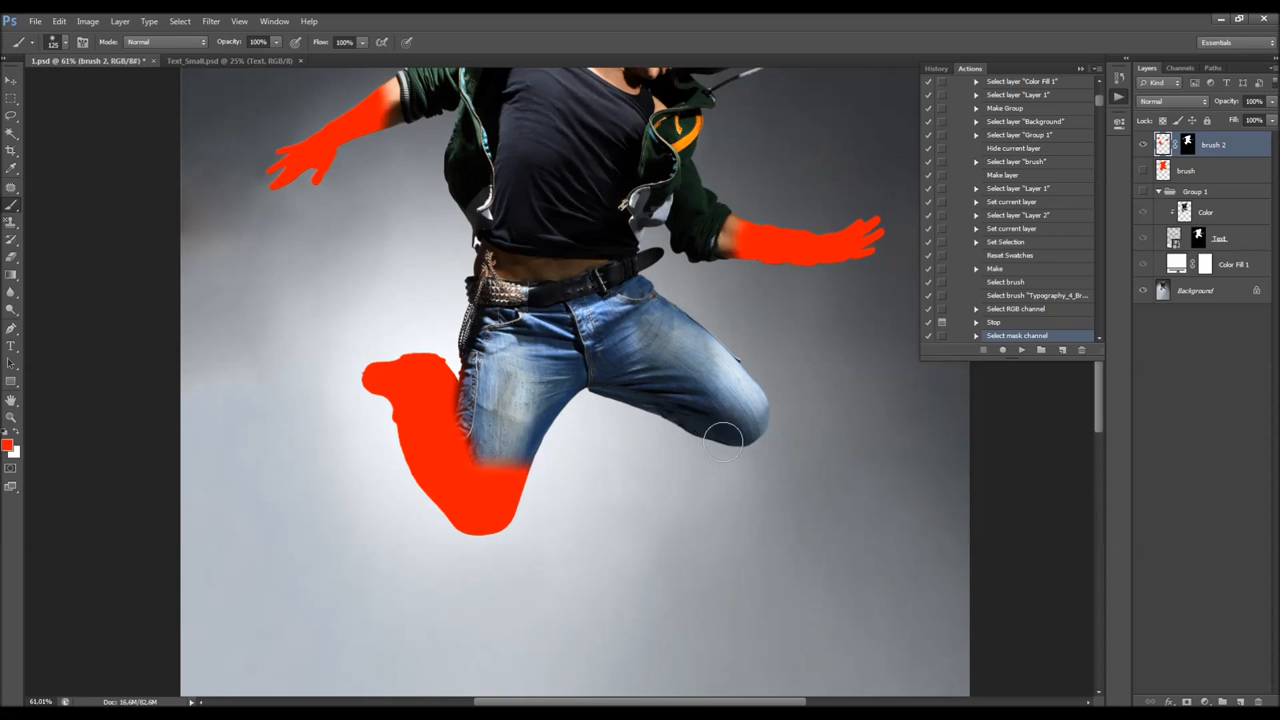 Ps File Edit Image Layer Type Select Filter View Window Help
125 Mode: Normal Opacity: 100% Flow: 100% Essentials
1.psd @ 61% (brush 2, RGB/8#) * × Text_Small.psd @ 25% (Text, RGB/8) ×
History Actions
Select layer "Color Fill 1"
Select layer "Layer 1"
Make Group
Select layer "Background"
Select layer "Group 1"
Hide current layer
Select layer "brush"
Make layer
Select layer "Layer 1"
Set current layer
Select layer "Layer 2"
Set current layer
Set Selection
Reset Swatches
Make
Select brush
Select brush "Typography_4_Br...
Select RGB channel
Stop
Select mask channel
Layers Channels Paths
Kind
Normal Opacity: 100%
Lock: Fill: 100%
brush 2
brush
Group 1
Color
Text
Color Fill 1
Background
61,01% Doc: 16,6M/82,6M